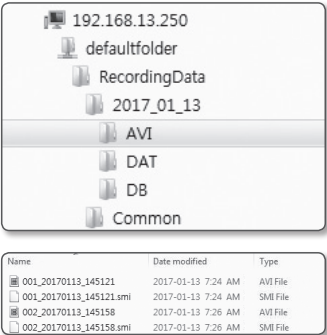 192.168.13.250
defaultfolder
RecordingData
2017_01_13
AVI
DAT
DB
Common
Name Date modified Type
001_20170113_145121 2017-01-13 7:24 AM AVI File
001_20170113_145121.smi 2017-01-13 7:24 AM SMI File
002_20170113_145158 2017-01-13 7:26 AM AVI File
002_20170113_145158.smi 2017-01-13 7:26 AM SMI File